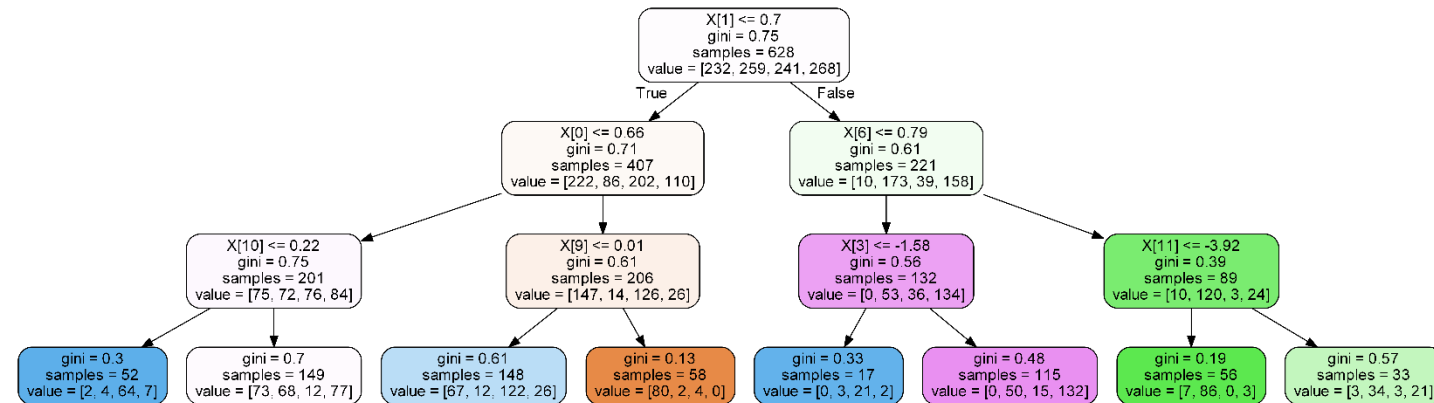 X[1] <= 0.7
gini = 0.75
samples = 628
value = [232, 259, 241, 268]
True
False
X[0] <= 0.66
gini = 0.71
samples = 407
value = [222, 86, 202, 110]
X[6] <= 0.79
gini = 0.61
samples = 221
value = [10, 173, 39, 158]
X[10] <= 0.22
gini = 0.75
samples = 201
value = [75, 72, 76, 84]
X[9] <= 0.01
gini = 0.61
samples = 206
value = [147, 14, 126, 26]
X[3] <= -1.58
gini = 0.56
samples = 132
value = [0, 53, 36, 134]
X[11] <= -3.92
gini = 0.39
samples = 89
value = [10, 120, 3, 24]
gini = 0.3
samples = 52
value = [2, 4, 64, 7]
gini = 0.7
samples = 149
value = [73, 68, 12, 77]
gini = 0.61
samples = 148
value = [67, 12, 122, 26]
gini = 0.13
samples = 58
value = [80, 2, 4, 0]
gini = 0.33
samples = 17
value = [0, 3, 21, 2]
gini = 0.48
samples = 115
value = [0, 50, 15, 132]
gini = 0.19
samples = 56
value = [7, 86, 0, 3]
gini = 0.57
samples = 33
value = [3, 34, 3, 21]